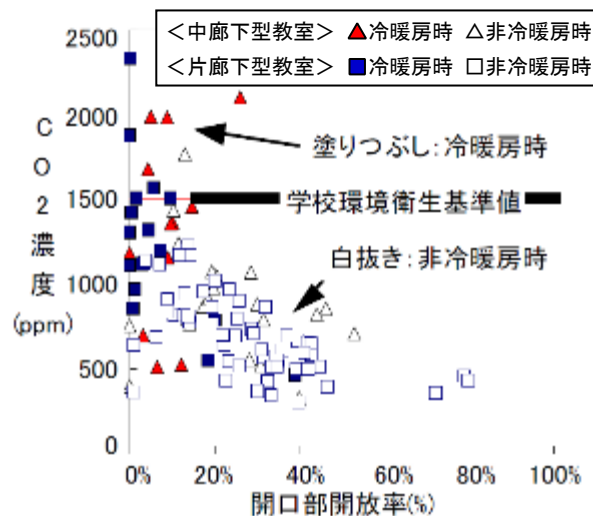 ＜中廊下型教室＞ ▲冷暖房時 △非冷暖房時
＜片廊下型教室＞ ■冷暖房時 □非冷暖房時
2500
2000
1500
1000
500
0
CO2濃度
(ppm)
塗りつぶし：冷暖房時
学校環境衛生基準値
白抜き：非冷暖房時
0% 20% 40% 60% 80% 100%
開口部開放率(%)